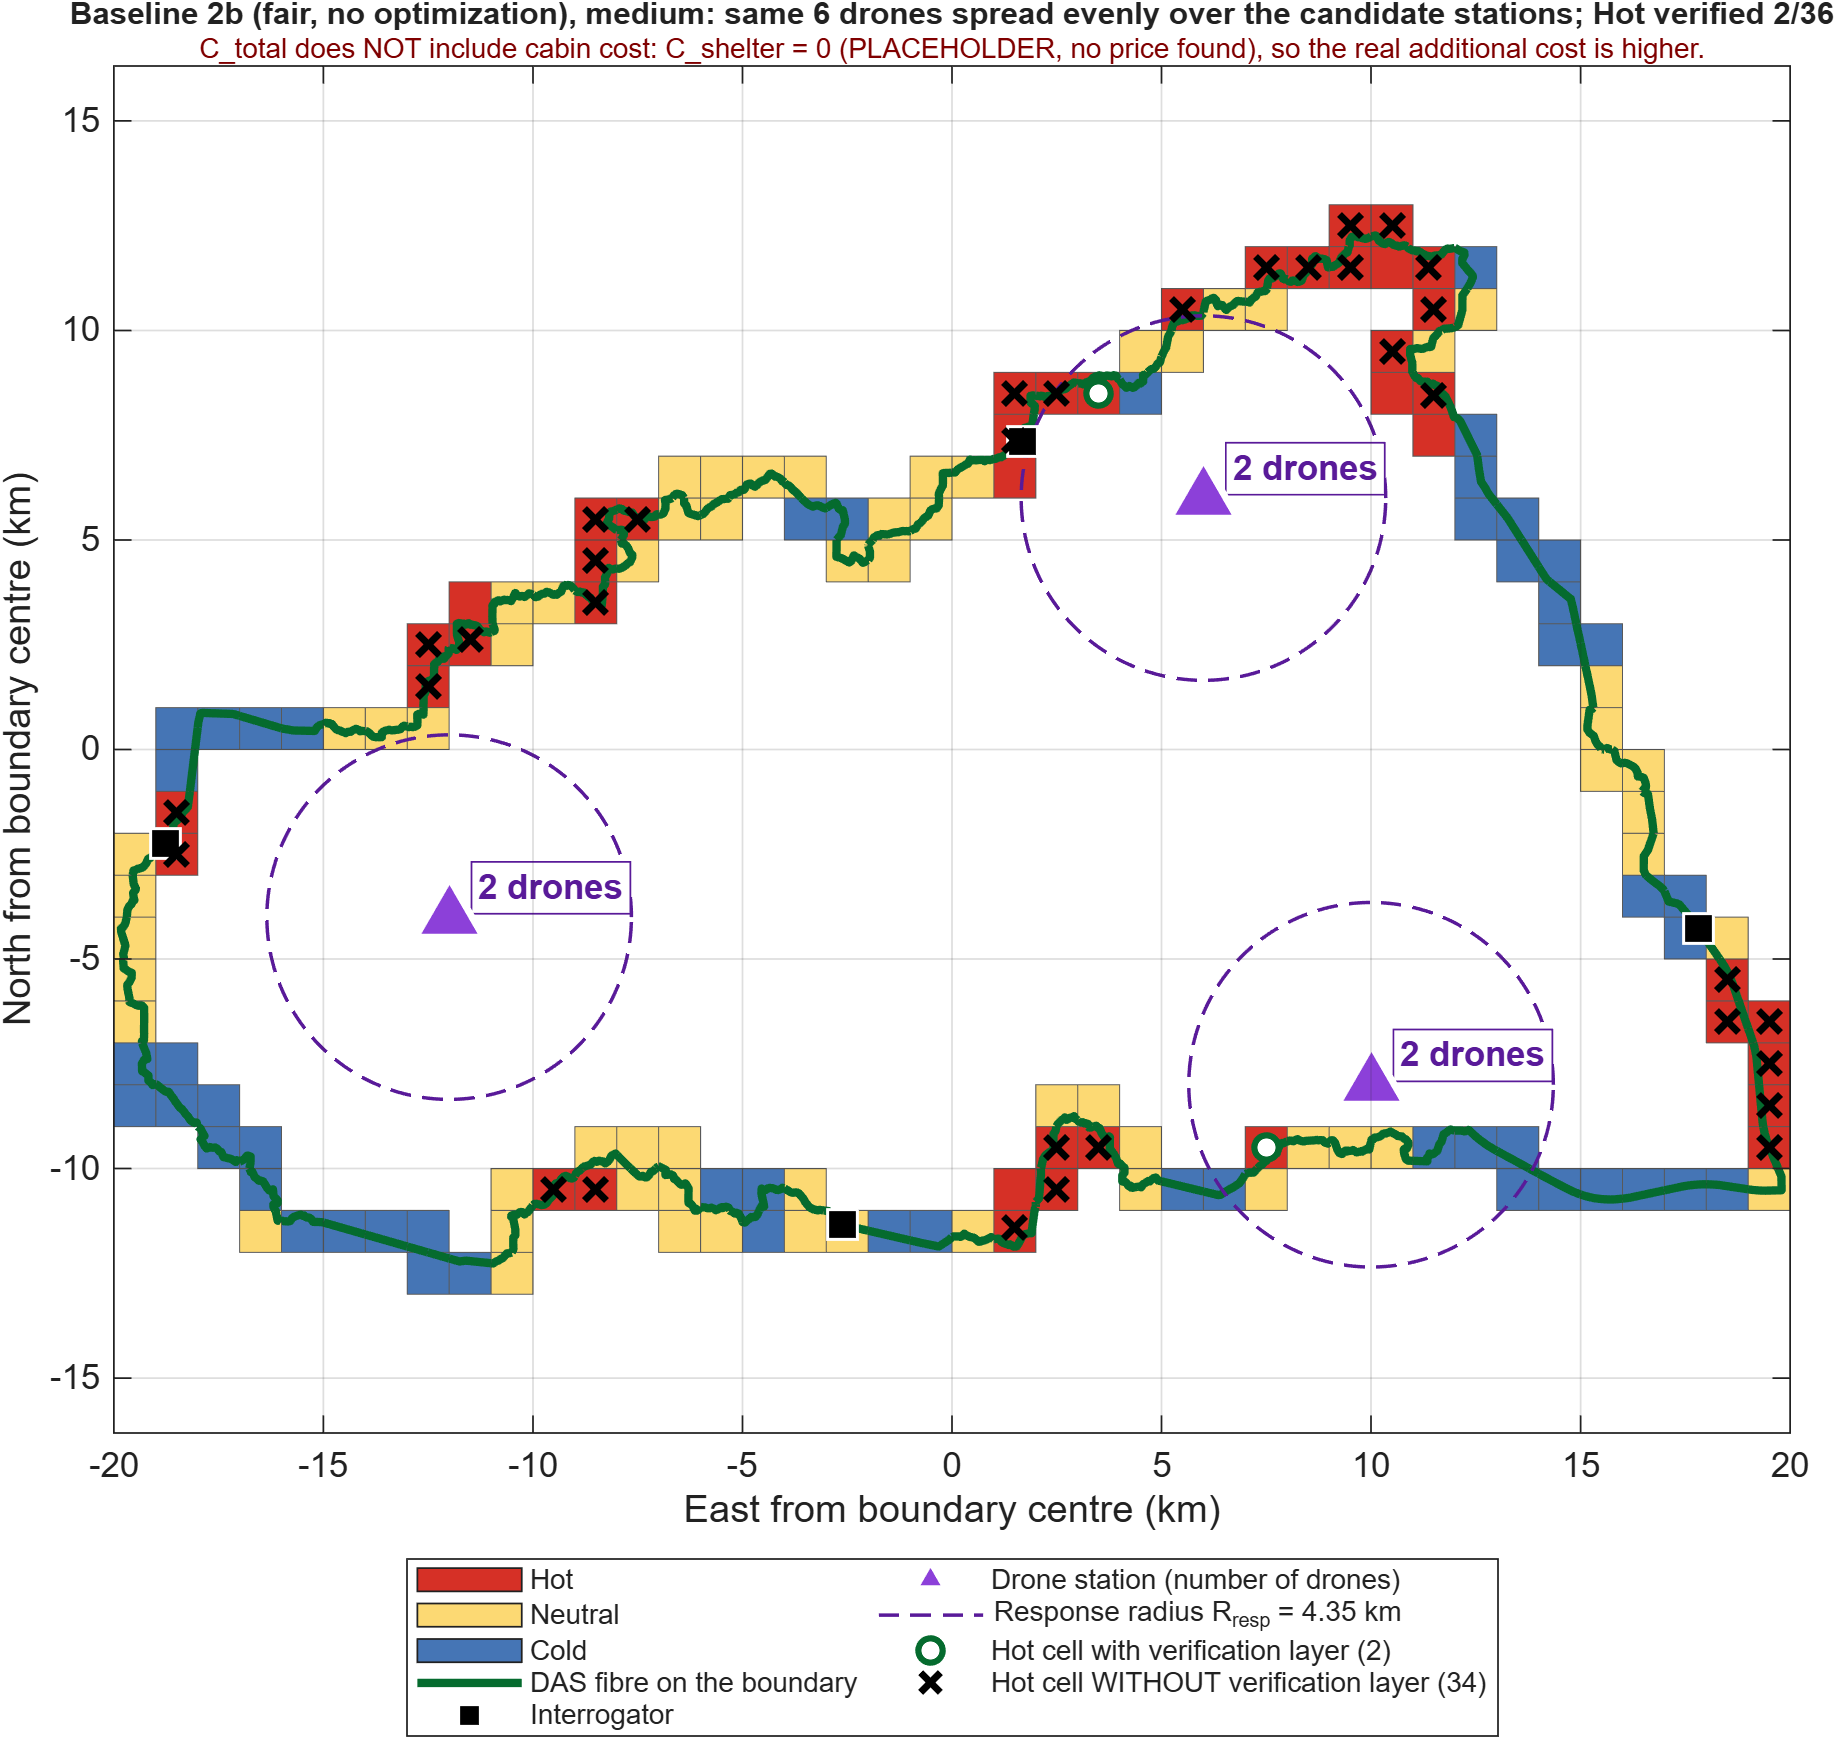 Baseline 2b (fair, no optimization), medium: same 6 drones spread evenly over the candidate stations; Hot verified 2/36
C_total does NOT include cabin cost: C_shelter = 0 (PLACEHOLDER, no price found), so the real additional cost is higher.
North from boundary centre (km)
15
10
5
0
-5
-10
-15
2 drones
2 drones
2 drones
-20
-15
-10
-5
0
5
10
15
20
East from boundary centre (km)
Hot
Neutral
Cold
DAS fibre on the boundary
Interrogator
Drone station (number of drones)
Response radius Rresp = 4.35 km
Hot cell with verification layer (2)
Hot cell WITHOUT verification layer (34)